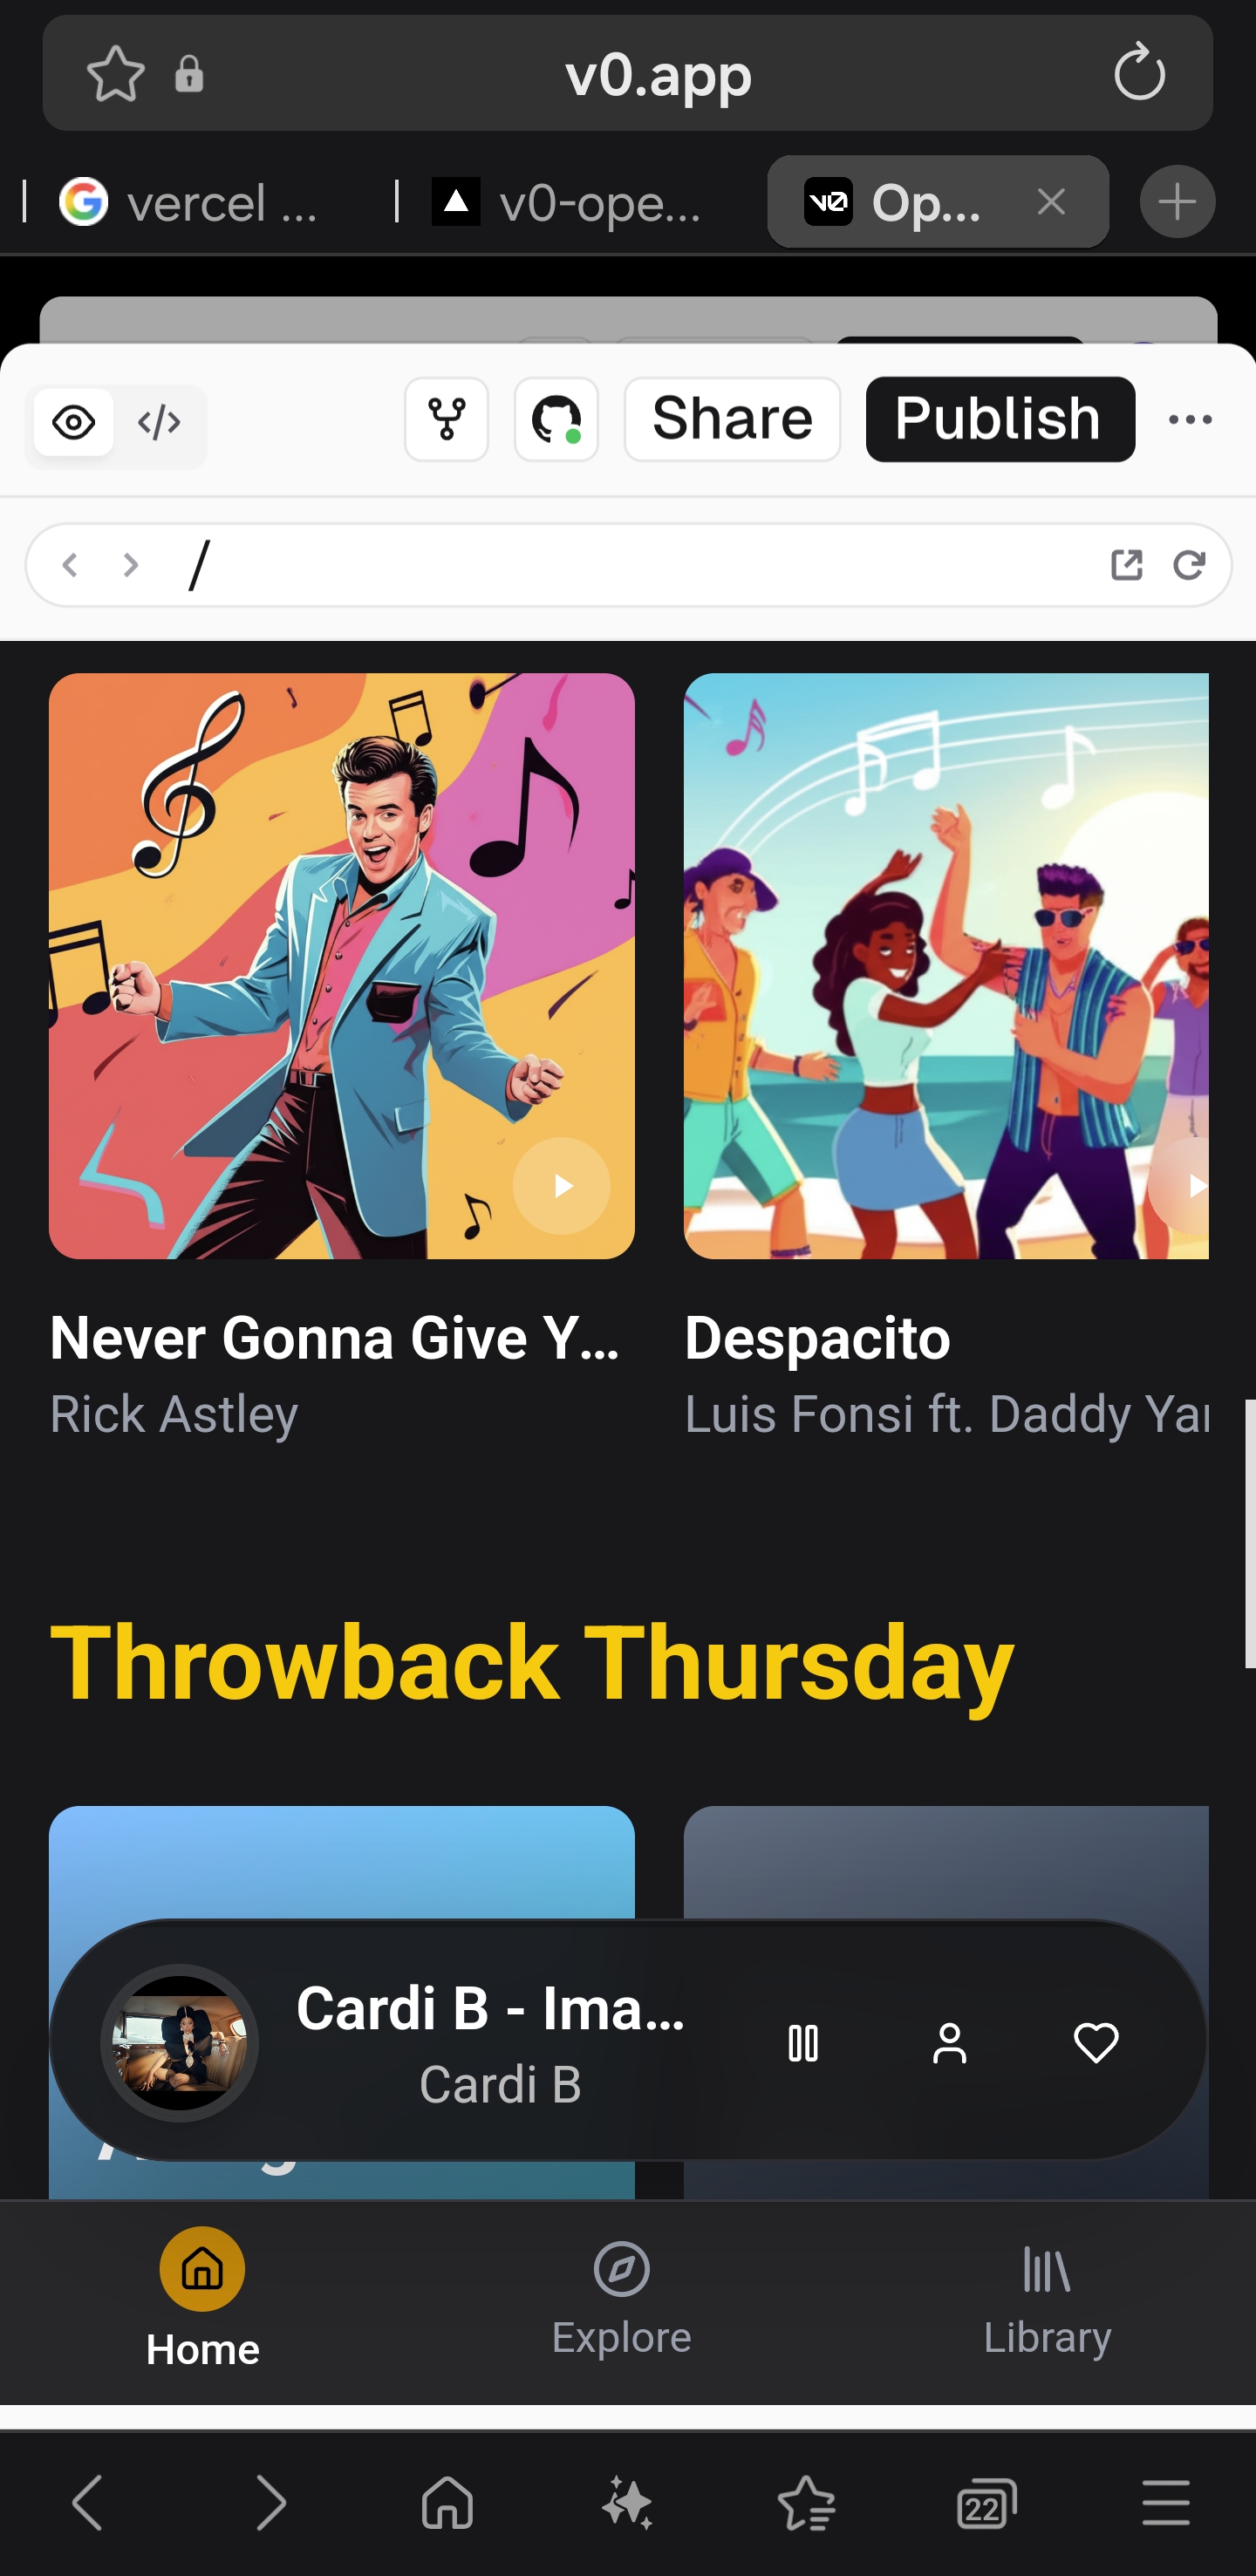 v0.app
vercel ...
v0-ope...
Op...
Share
Publish
/
Never Gonna Give Y...
Rick Astley
Despacito
Luis Fonsi ft. Daddy
Throwback Thursday
Cardi B - Ima...
Cardi B
Home
Explore
Library
22